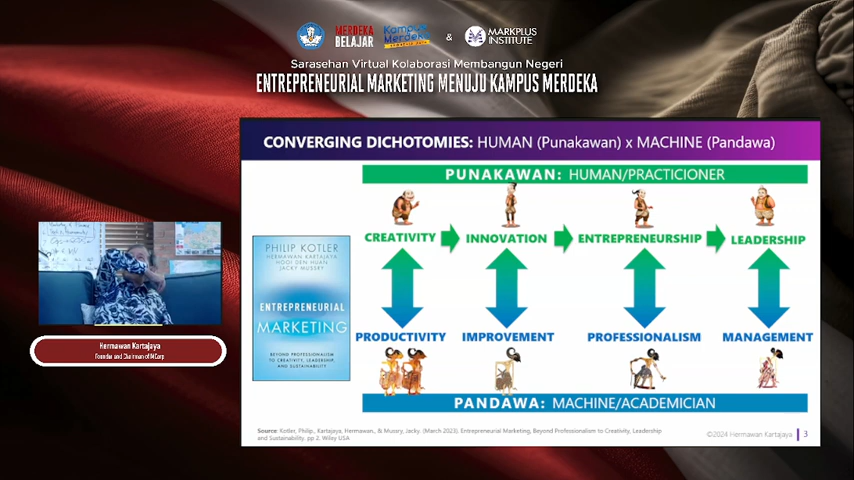 MERDEKA
BELAJAR
Kampus
Merdeka
&
MARKPLUS
INSTITUTE
Sarasehan Virtual Kolaborasi Membangun Negeri
ENTREPRENEURIAL MARKETING MENUJU KAMPUS MERDEKA
CONVERGING DICHOTOMIES: HUMAN (Punakawan) x MACHINE (Pandawa)
PUNAKAWAN: HUMAN/PRACTICIONER
CREATIVITY
INNOVATION
ENTREPRENEURSHIP
LEADERSHIP
PHILIP KOTLER
HERMAWAN KARTAJAYA
HOOI DEN HUAN
JACKY MUSSRY
ENTREPRENEURIAL
MARKETING
BEYOND PROFESSIONALISM
TO CREATIVITY, LEADERSHIP,
AND SUSTAINABILITY
PRODUCTIVITY
IMPROVEMENT
PROFESSIONALISM
MANAGEMENT
PANDAWA: MACHINE/ACADEMICIAN
Source: Kotler, Philip., Kartajaya, Hermawan., & Mussry, Jacky. (March 2023). Entrepreneurial Marketing, Beyond Professionalism to Creativity, Leadership
and Sustainability. pp 2. Wiley USA
©2024 Hermawan Kartajaya
3
Hermawan Kartajaya
Founder and Chairman of MCorp